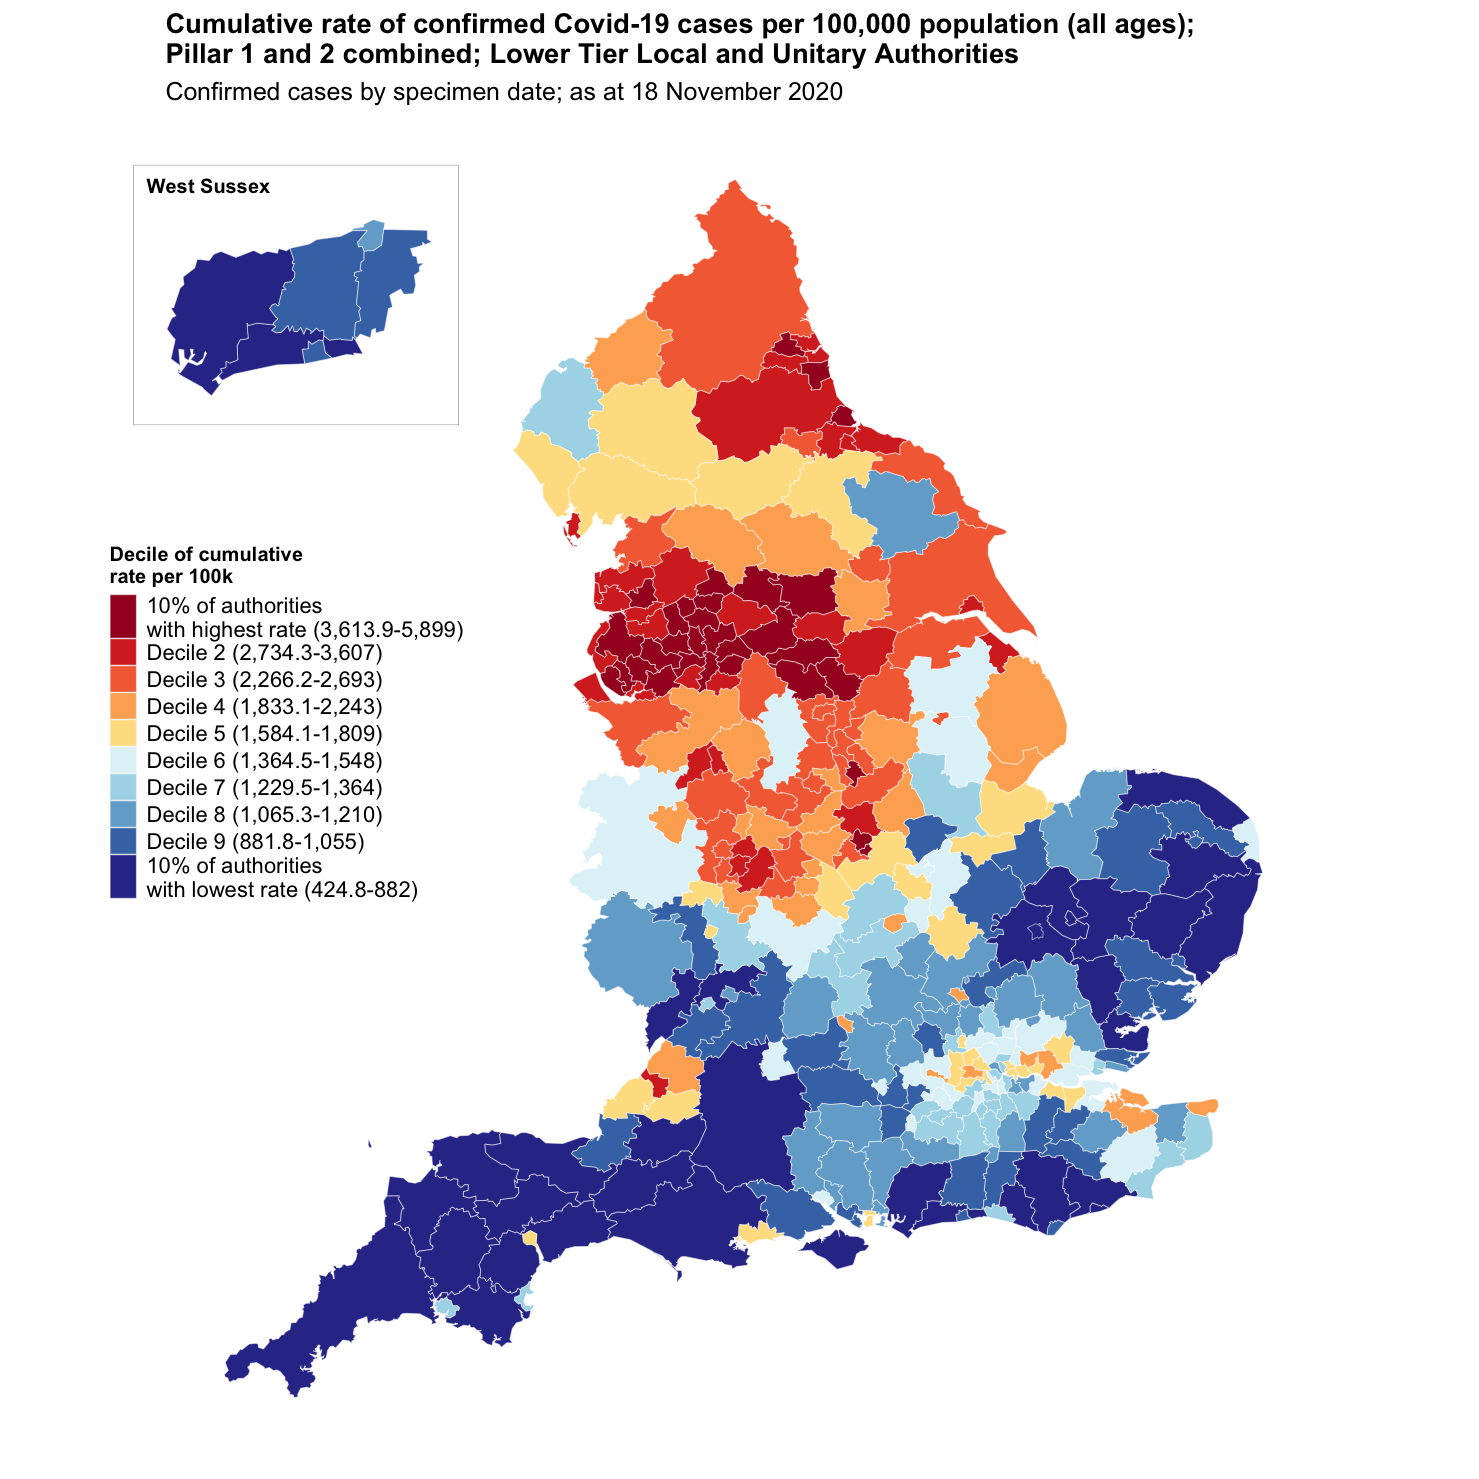 Cumulative rate of confirmed Covid-19 cases per 100,000 population (all ages);
Pillar 1 and 2 combined; Lower Tier Local and Unitary Authorities
Confirmed cases by specimen date; as at 18 November 2020
West Sussex
Decile of cumulative
rate per 100k
10% of authorities
with highest rate (3,613.9-5,899)
Decile 2 (2,734.3-3,607)
Decile 3 (2,266.2-2,693)
Decile 4 (1,833.1-2,243)
Decile 5 (1,584.1-1,809)
Decile 6 (1,364.5-1,548)
Decile 7 (1,229.5-1,364)
Decile 8 (1,065.3-1,210)
Decile 9 (881.8-1,055)
10% of authorities
with lowest rate (424.8-882)